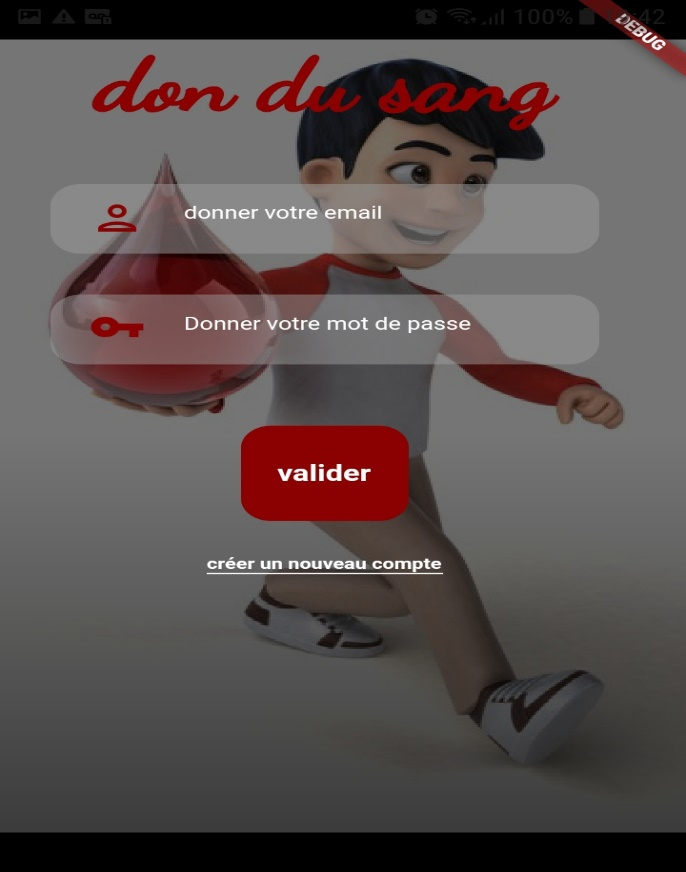 100%
DEBUG
don du sang
donner votre email
Donner votre mot de passe
valider
créer un nouveau compte